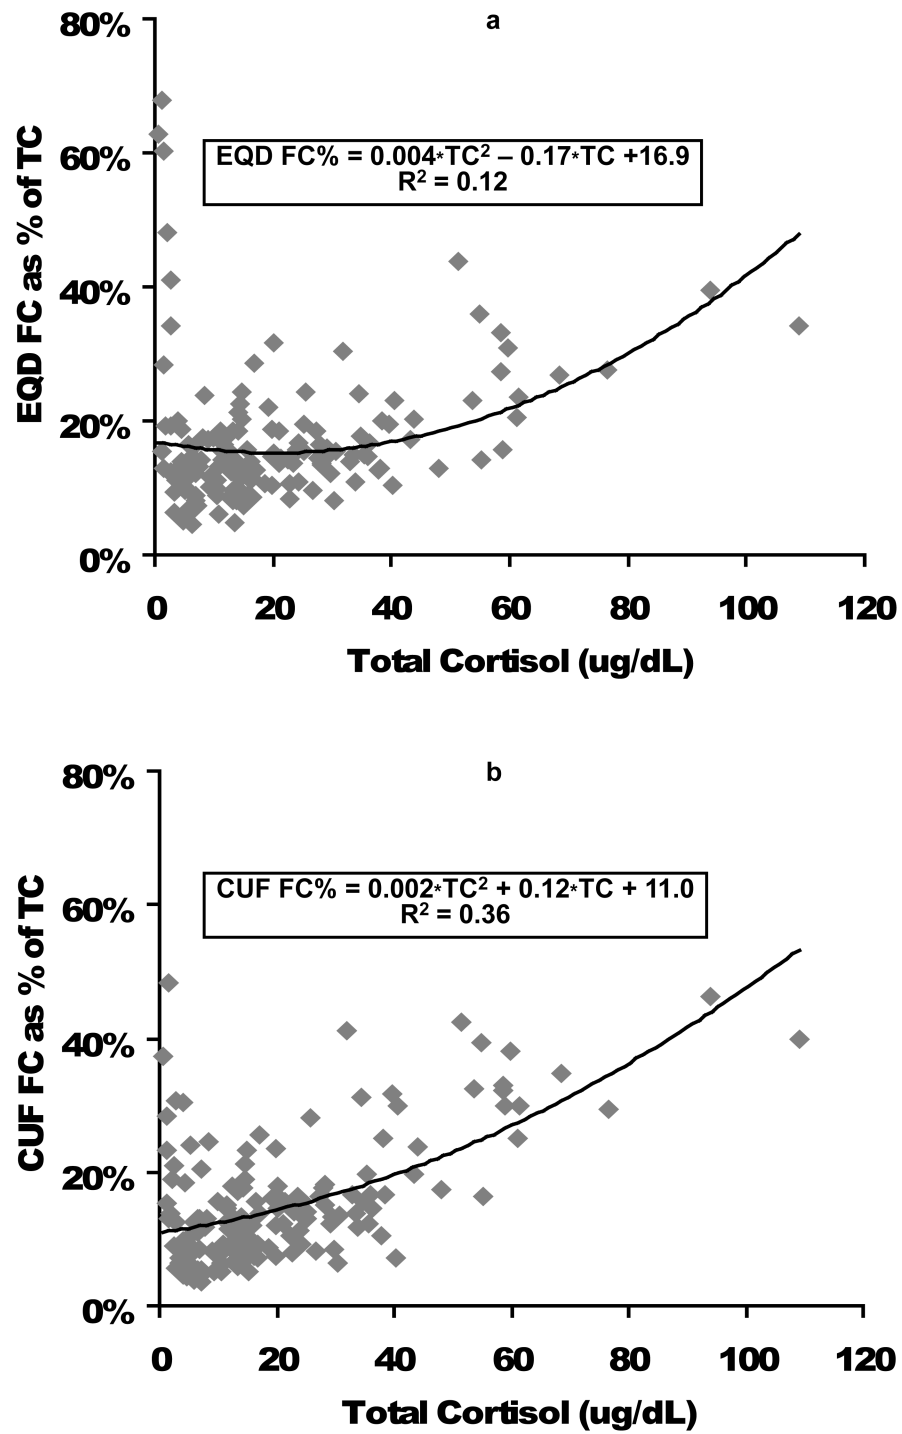 a
80%
60%
40%
20%
0%
EQD FC as % of TC
EQD FC% = 0.004*TC² – 0.17*TC +16.9
R² = 0.12
0 20 40 60 80 100 120
Total Cortisol (ug/dL)
b
80%
60%
40%
20%
0%
CUF FC as % of TC
CUF FC% = 0.002*TC² + 0.12*TC + 11.0
R² = 0.36
0 20 40 60 80 100 120
Total Cortisol (ug/dL)